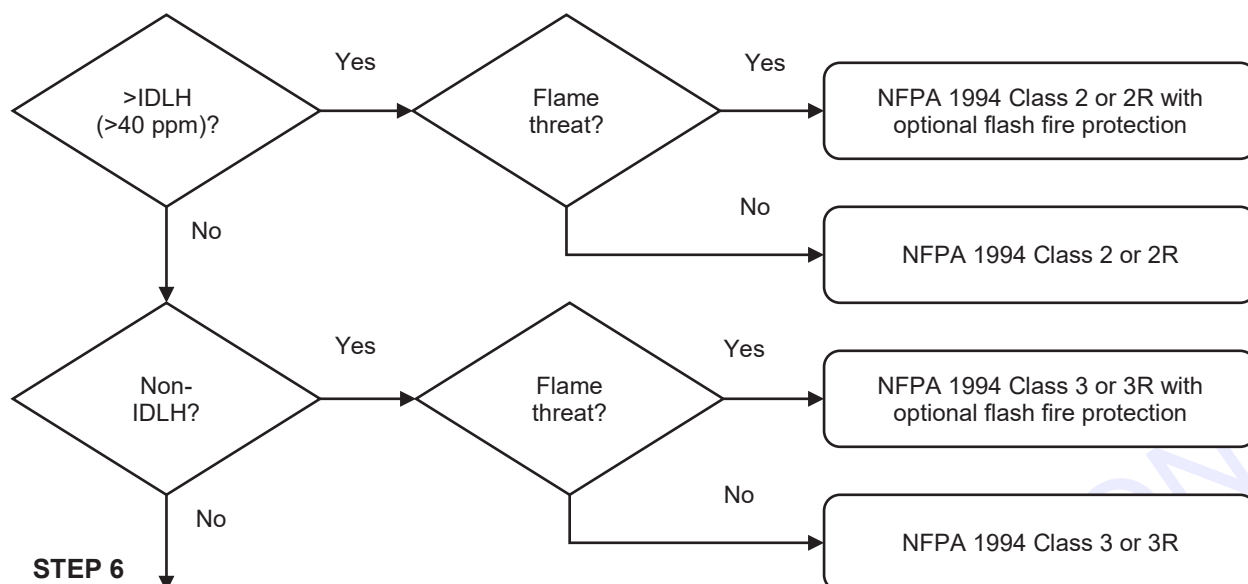 Yes
Yes
>IDLH
(>40 ppm)?
Flame
threat?
NFPA 1994 Class 2 or 2R with
optional flash fire protection
No
No
NFPA 1994 Class 2 or 2R
Yes
Yes
Non-
IDLH?
Flame
threat?
NFPA 1994 Class 3 or 3R with
optional flash fire protection
No
No
NFPA 1994 Class 3 or 3R
STEP 6